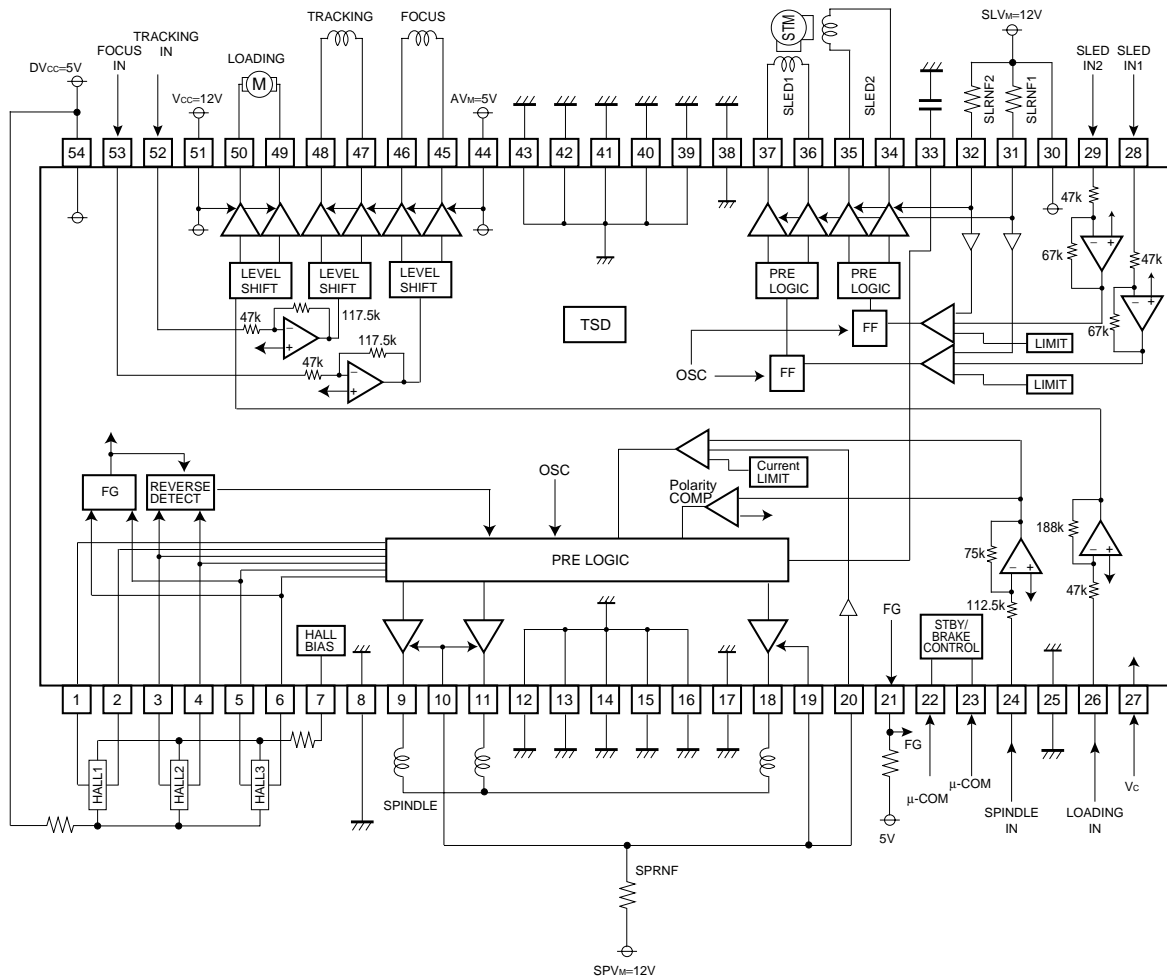 TRACKING
FOCUS
SLVM=12V
TRACKING
IN
FOCUS
IN
LOADING
STM
SLED
IN2
SLED
IN1
DVCC=5V
VCC=12V
M
AVM=5V
SLED1
SLED2
SLRNF2
SLRNF1
54 53 52 51 50 49 48 47 46 45 44 43 42 41 40 39 38 37 36 35 34 33 32 31 30 29 28
47k
67k
47k
67k
LEVEL
SHIFT
LEVEL
SHIFT
LEVEL
SHIFT
PRE
LOGIC
PRE
LOGIC
47k
117.5k
− +
47k
117.5k
− +
TSD
FF
FF
OSC
LIMIT
LIMIT
− +
− +
FG
REVERSE
DETECT
OSC
Current
LIMIT
Polarity
COMP
PRE LOGIC
75k
− +
112.5k
188k
− +
47k
HALL
BIAS
FG
STBY/
BRAKE
CONTROL
1 2 3 4 5 6 7 8 9 10 11 12 13 14 15 16 17 18 19 20 21 22 23 24 25 26 27
HALL1
HALL2
HALL3
SPINDLE
FG
5V
μ-COM
μ-COM
SPINDLE
IN
LOADING
IN
VC
SPRNF
SPVM=12V